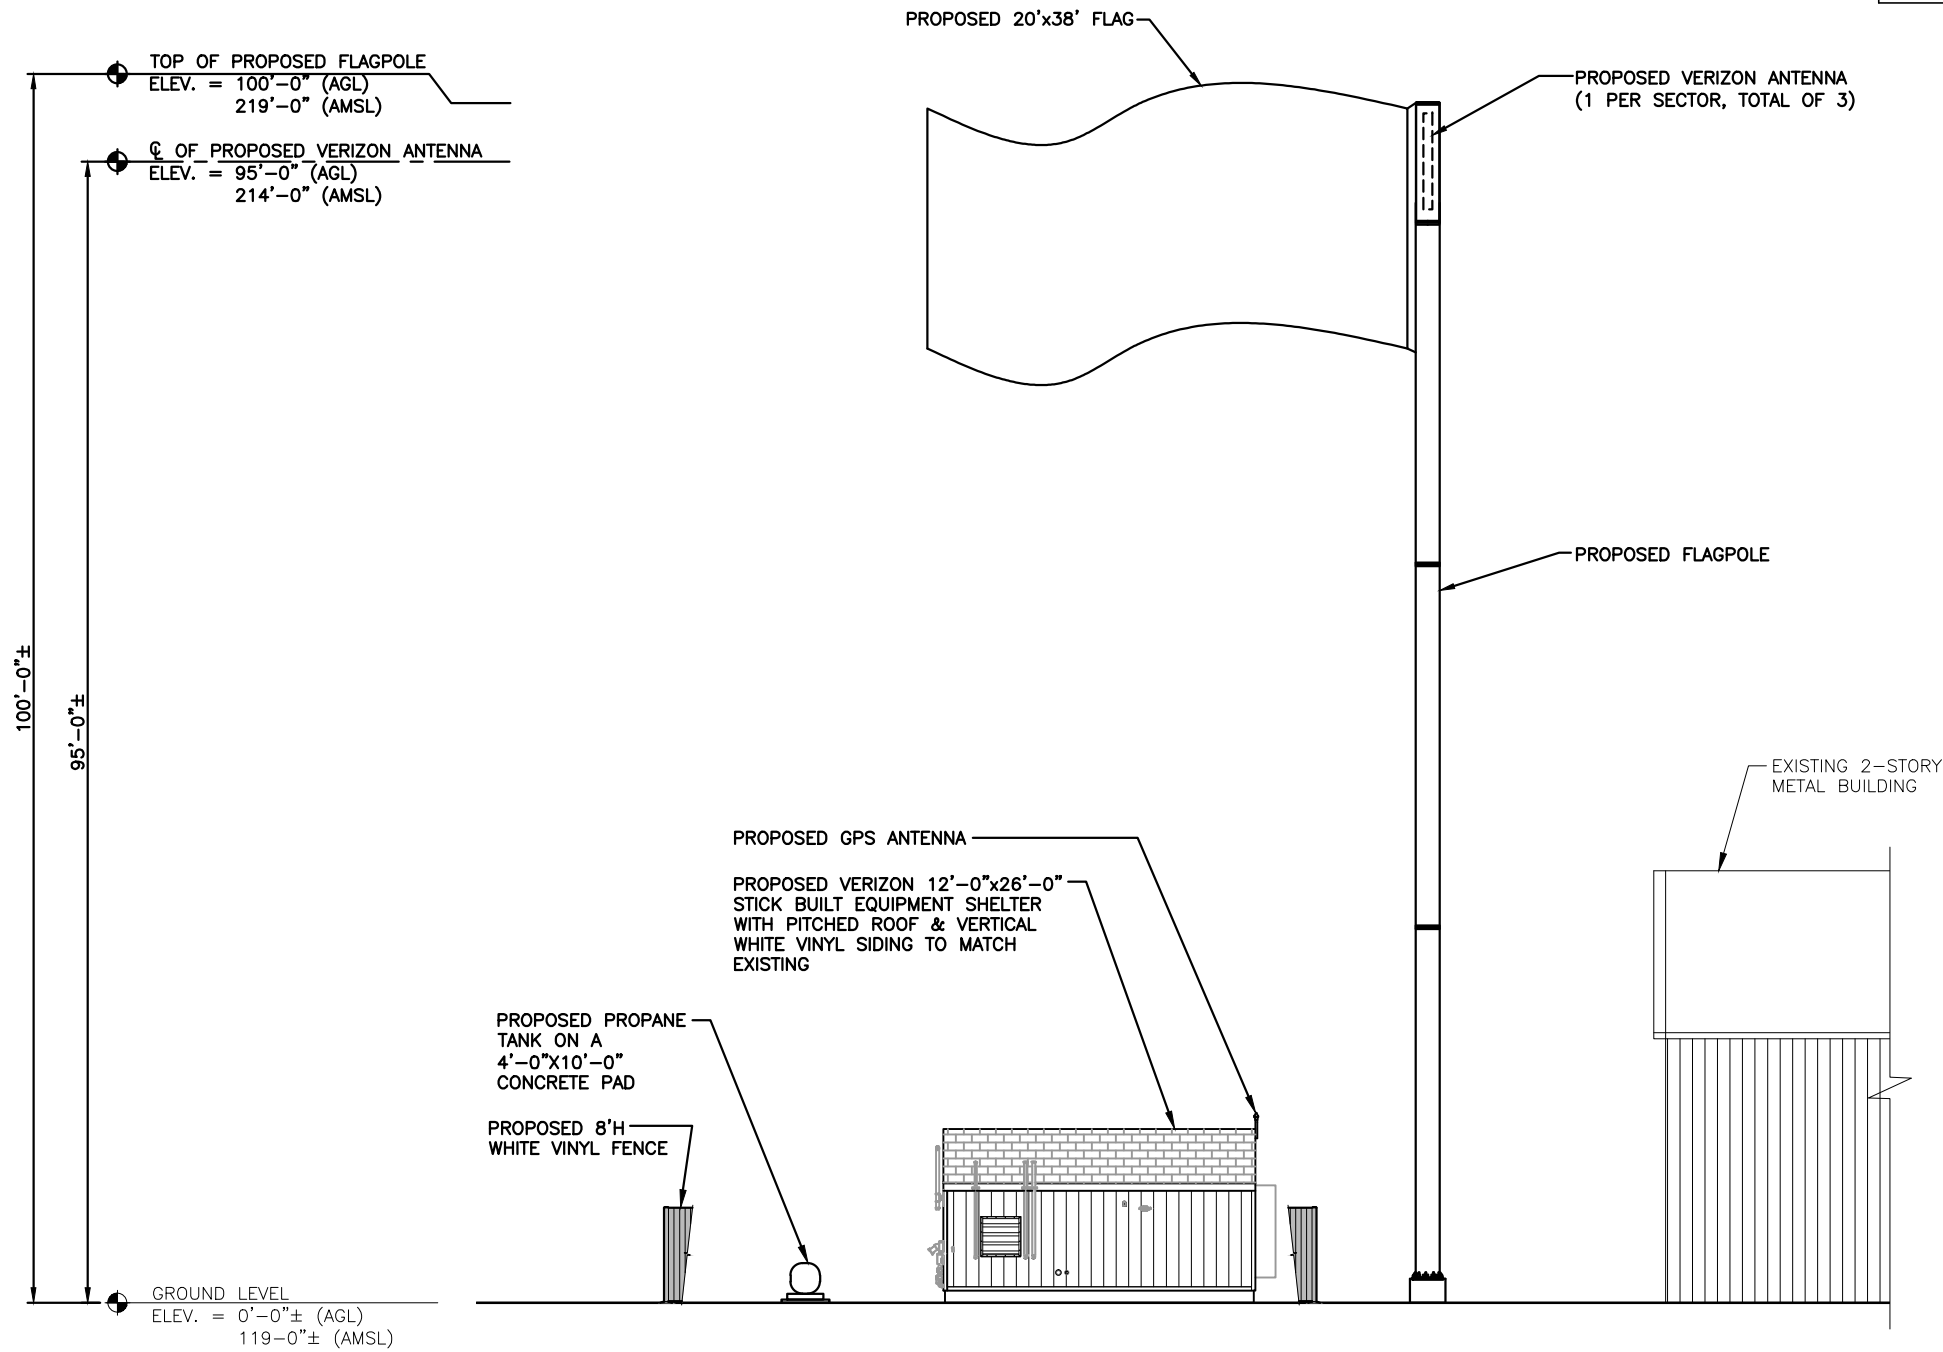 PROPOSED 20'x38' FLAG
TOP OF PROPOSED FLAGPOLE
ELEV. = 100'-0" (AGL)
219'-0" (AMSL)
PROPOSED VERIZON ANTENNA
(1 PER SECTOR, TOTAL OF 3)
℄ OF PROPOSED VERIZON ANTENNA
ELEV. = 95'-0" (AGL)
214'-0" (AMSL)
PROPOSED FLAGPOLE
100'-0"±
95'-0"±
EXISTING 2-STORY
METAL BUILDING
PROPOSED GPS ANTENNA
PROPOSED VERIZON 12'-0"x26'-0"
STICK BUILT EQUIPMENT SHELTER
WITH PITCHED ROOF & VERTICAL
WHITE VINYL SIDING TO MATCH
EXISTING
PROPOSED PROPANE
TANK ON A
4'-0"X10'-0"
CONCRETE PAD
PROPOSED 8'H
WHITE VINYL FENCE
GROUND LEVEL
ELEV. = 0'-0"± (AGL)
119-0"± (AMSL)